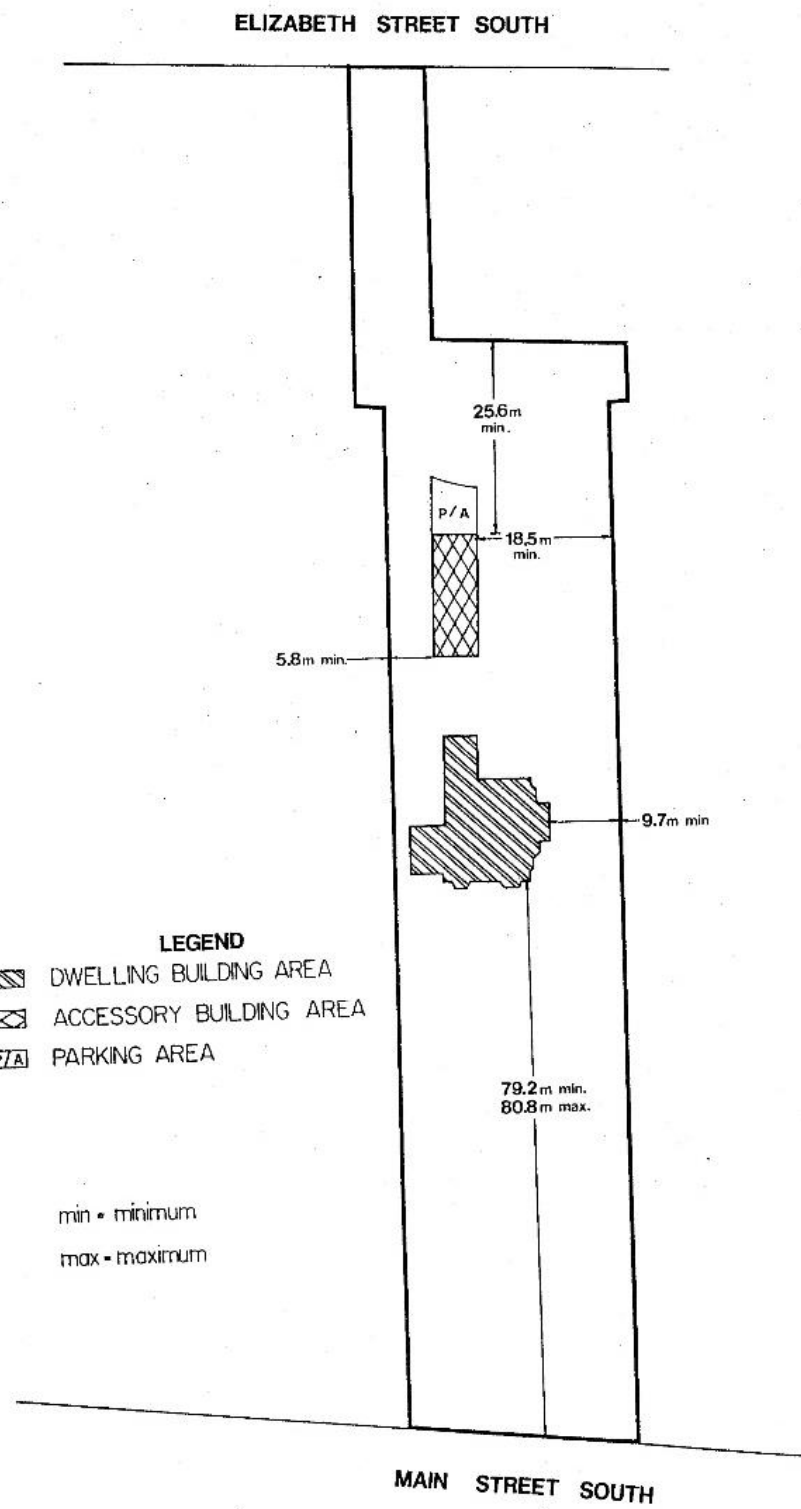 ELIZABETH STREET SOUTH
25.6m
min.
P/A
18.5m
min.
5.8m min.
9.7m min
LEGEND
DWELLING BUILDING AREA
ACCESSORY BUILDING AREA
P/A PARKING AREA
79.2m min.
80.8m max.
min = minimum
max = maximum
MAIN STREET SOUTH